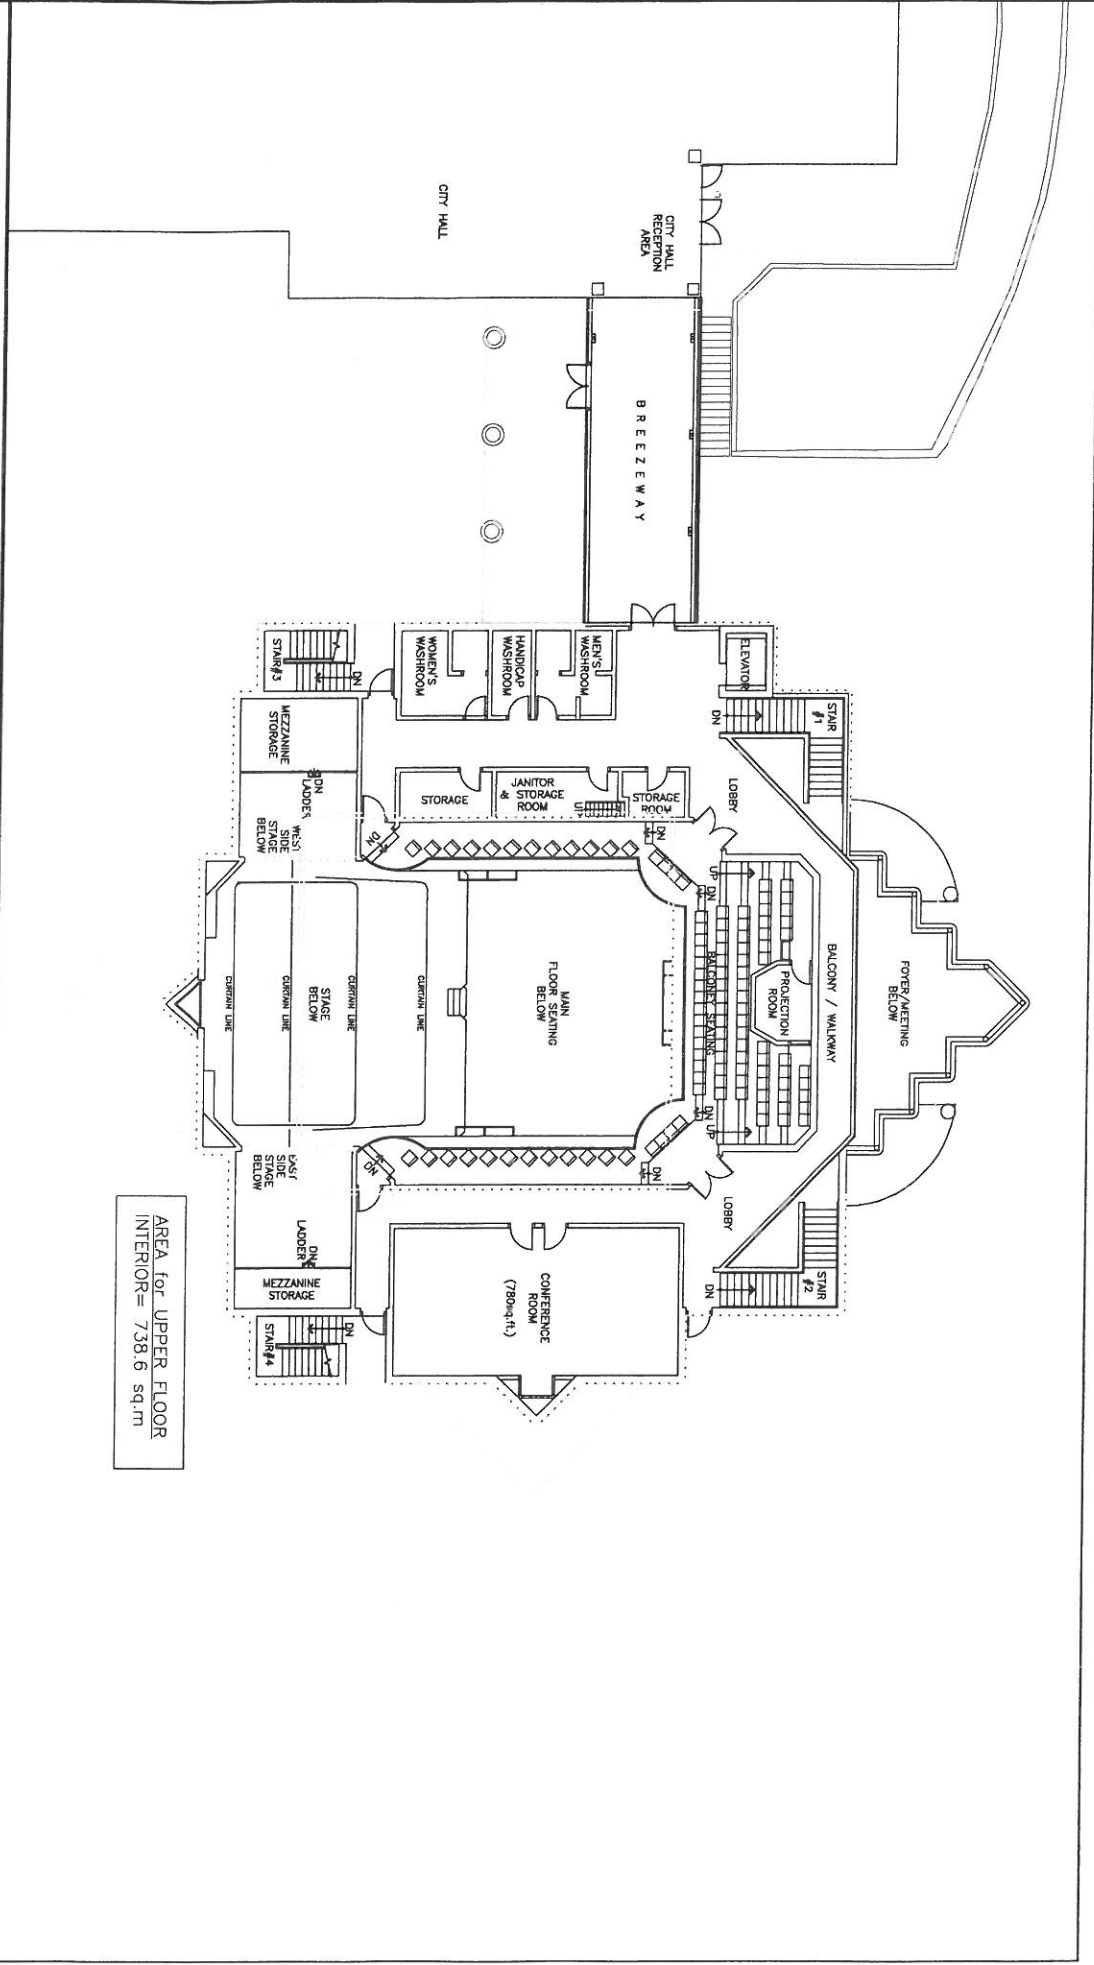 CITY HALL
CITY HALL
RECEPTION
AREA
BREEZEWAY
ELEVATOR
STAIR
#1
DN
MEN'S
WASHROOM
HANDICAP
WASHROOM
WOMEN'S
WASHROOM
STAIR#3
DN
MEZZANINE
STORAGE
DN
LADDER
WEST
SIDE
STAGE
BELOW
STORAGE
JANITOR
& STORAGE
ROOM
UP
STORAGE
ROOM
LOBBY
DN
DN
UP
DN
BALCONEY SEATING
PROJECTION
ROOM
BALCONY / WALKWAY
FOYER/MEETING
BELOW
MAIN
FLOOR SEATING
BELOW
CURTAIN LINE
CURTAIN LINE
STAGE
BELOW
CURTAIN LINE
CURTAIN LINE
DN
UP
DN
DN
LOBBY
EAST
SIDE
STAGE
BELOW
DN
LADDER
MEZZANINE
STORAGE
DN
STAIR#4
CONFERENCE
ROOM
(780sq.ft.)
DN
STAIR
#2
AREA for UPPER FLOOR
INTERIOR= 738.6 sq.m